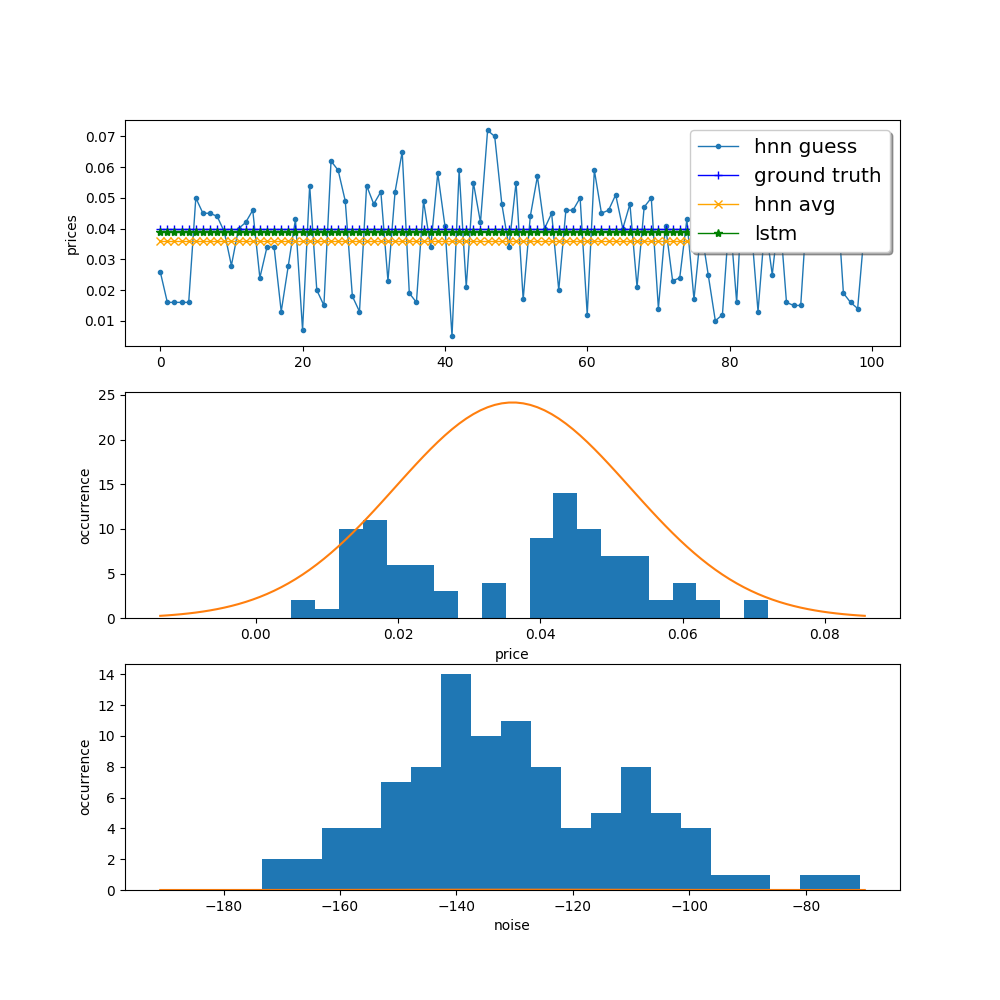 hnn guess
ground truth
hnn avg
lstm
prices
0.07
0.06
0.05
0.04
0.03
0.02
0.01
0 20 40 60 80 100
occurrence
25
20
15
10
5
0
0.00 0.02 0.04 0.06 0.08
price
occurrence
14
12
10
8
6
4
2
0
−180 −160 −140 −120 −100 −80
noise